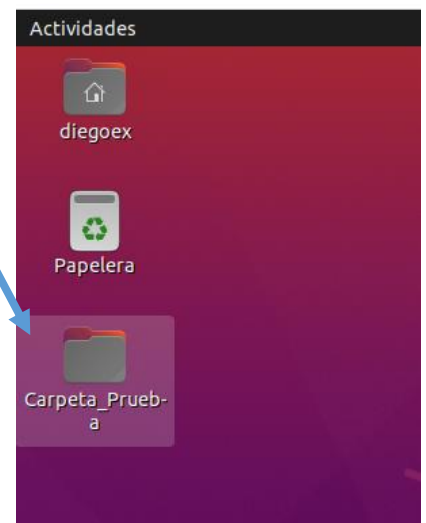 Actividades
diegoex
Papelera
Carpeta_Prueb-
a